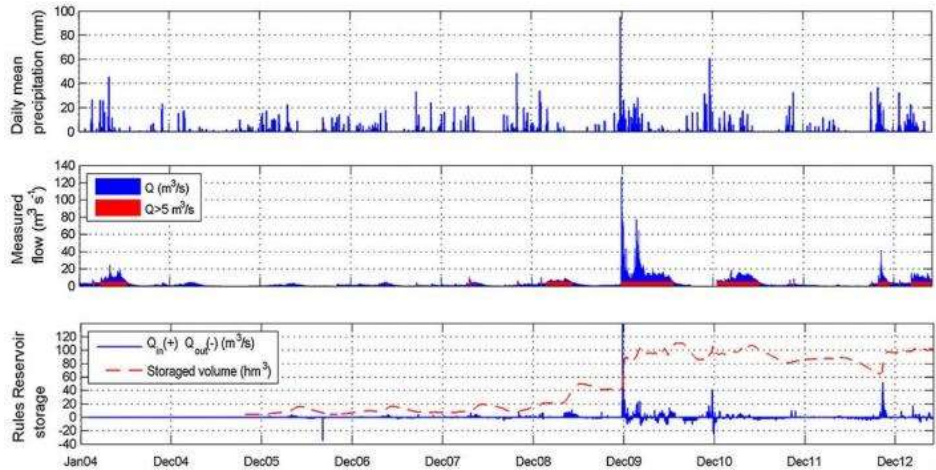 Daily mean
precipitation (mm)
100
80
60
40
20
0
Measured
flow (m³ s⁻¹)
140
120
100
80
60
40
20
0
Q (m³/s)
Q>5 m³/s
Rules Reservoir
storage
120
100
80
60
40
20
0
-20
-40
Q_in(+) Q_out(-) (m³/s)
Storaged volume (hm³)
Jan04 Dec04 Dec05 Dec06 Dec07 Dec08 Dec09 Dec10 Dec11 Dec12